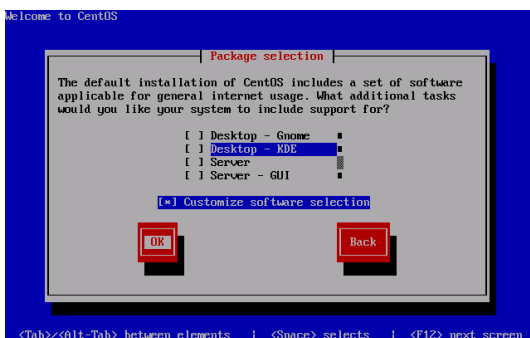 Welcome to CentOS
Package selection
The default installation of CentOS includes a set of software
applicable for general internet usage. What additional tasks
would you like your system to include support for?
[ ] Desktop - Gnome
[ ] Desktop - KDE
[ ] Server
[ ] Server - GUI
[*] Customize software selection
OK Back
<Tab>/<Alt-Tab> between elements | <Space> selects | <F12> next screen